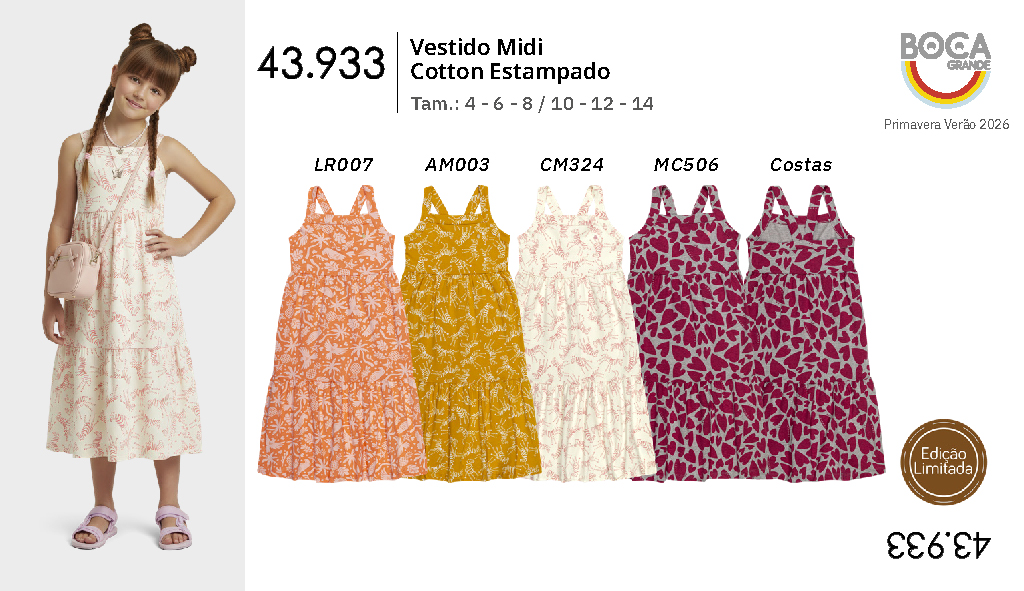 43.933
Vestido Midi
Cotton Estampado
Tam.: 4 - 6 - 8 / 10 - 12 - 14
BOCA
GRANDE
Primavera Verão 2026
LR007
AM003
CM324
MC506
Costas
Edição
Limitada
43.933